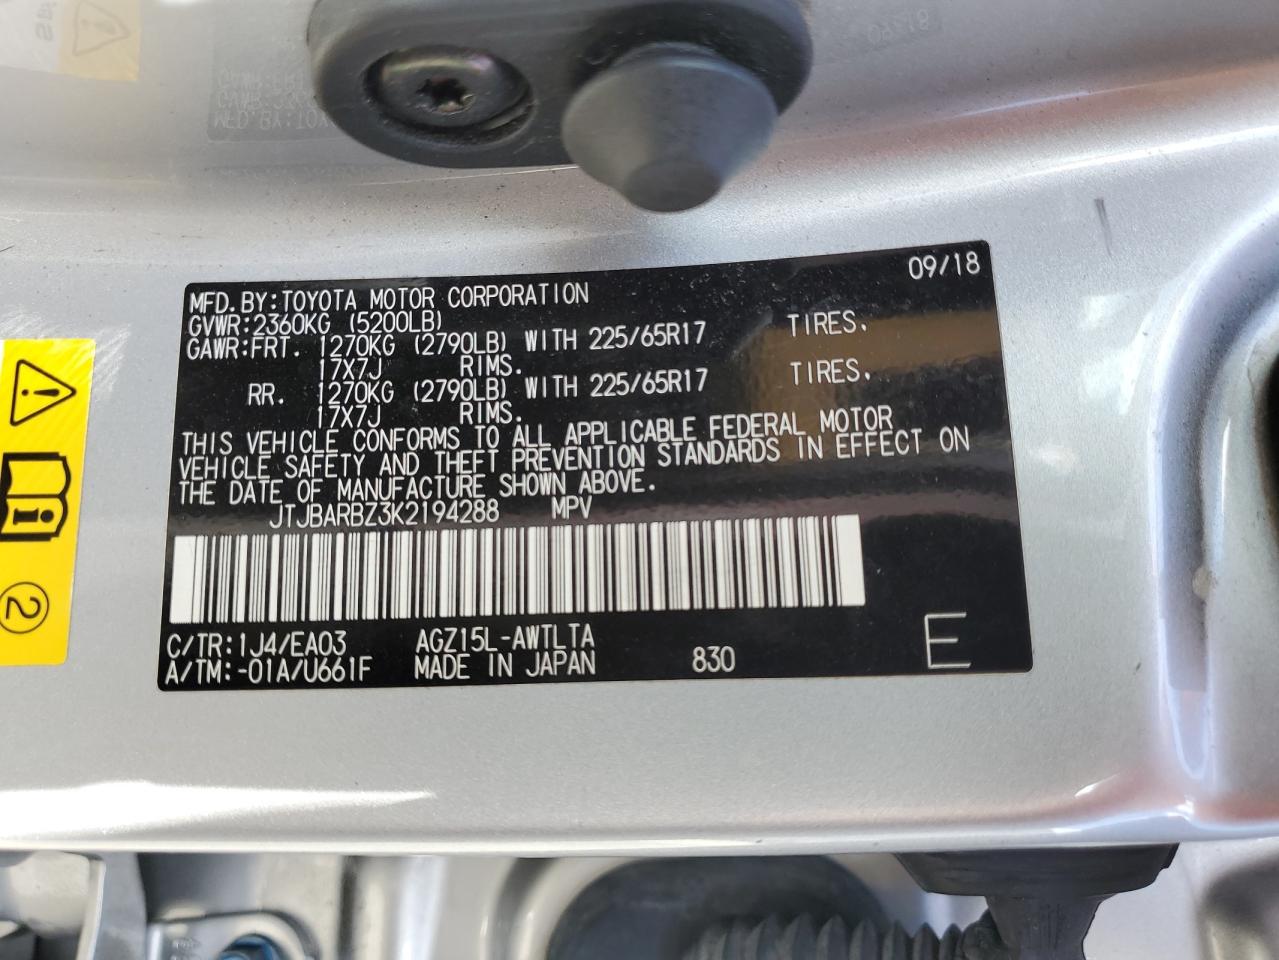 MFD.BY:TOYOTA MOTOR CORPORATION 09/18
GVWR:2360KG (5200LB)
GAWR:FRT. 1270KG (2790LB) WITH 225/65R17 TIRES.
17X7J RIMS.
RR. 1270KG (2790LB) WITH 225/65R17 TIRES.
17X7J RIMS.
THIS VEHICLE CONFORMS TO ALL APPLICABLE FEDERAL MOTOR
VEHICLE SAFETY AND THEFT PREVENTION STANDARDS IN EFFECT ON
THE DATE OF MANUFACTURE SHOWN ABOVE.
JTJBARBZ3K2194288 MPV
C/TR:1J4/EA03 AGZ15L-AWTLTA
A/TM:-01A/U661F MADE IN JAPAN 830 E
2